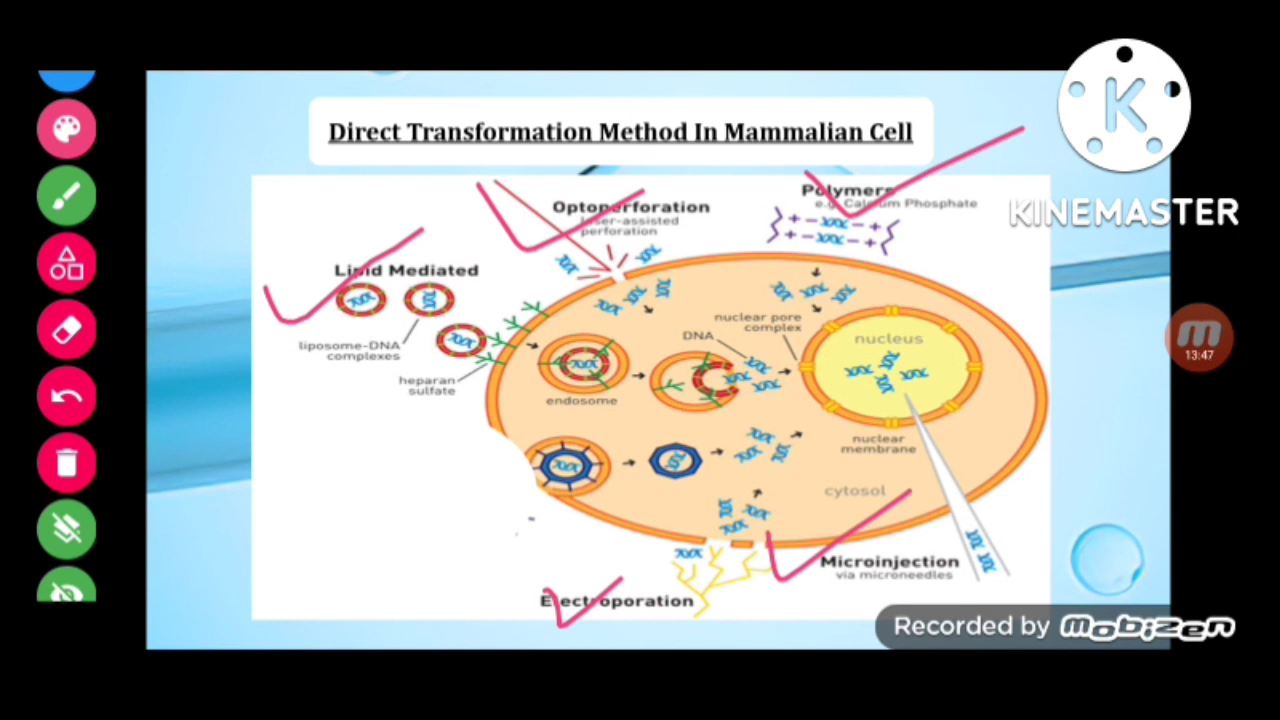 Direct Transformation Method In Mammalian Cell
K
KINEMASTER
Optoperforation
laser-assisted
perforation
Polymers
e.g. Calcium Phosphate
Lipid Mediated
liposome-DNA
complexes
heparan
sulfate
endosome
DNA
nuclear pore
complex
nucleus
nuclear
membrane
cytosol
Microinjection
via microneedles
Electroporation
13:47
Recorded by mobizen